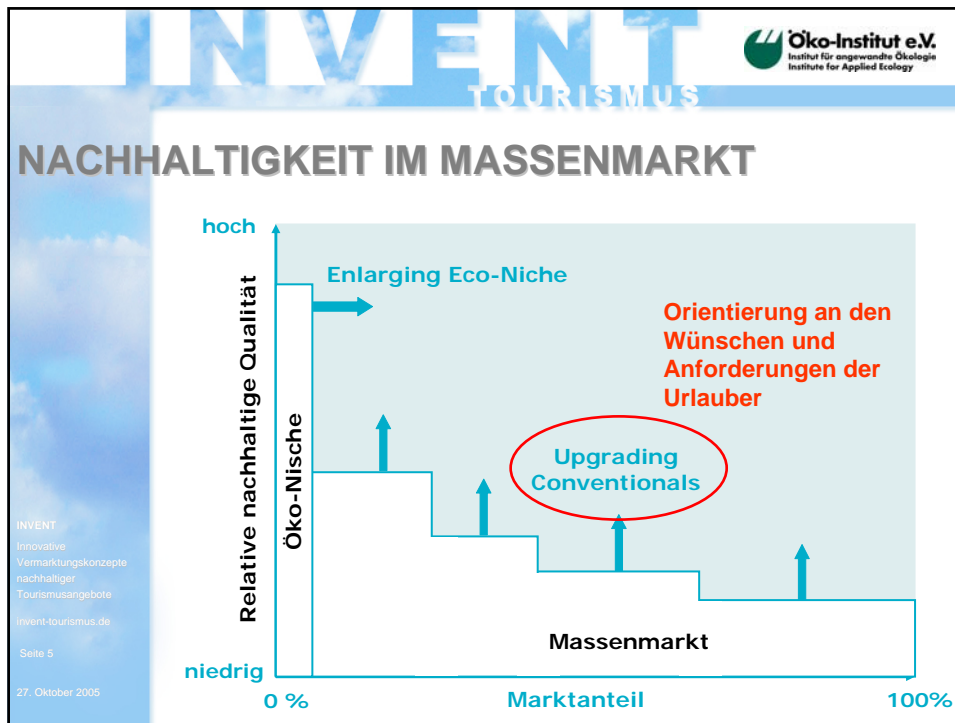 INVENT
TOURISMUS
Öko-Institut e.V.
Institut für angewandte Ökologie
Institute for Applied Ecology
NACHHALTIGKEIT IM MASSENMARKT
hoch
Relative nachhaltige Qualität
Öko-Nische
Enlarging Eco-Niche
Orientierung an den
Wünschen und
Anforderungen der
Urlauber
Upgrading
Conventionals
Massenmarkt
niedrig
0 %
Marktanteil
100%
INVENT
Innovative
Vermarktungskonzepte
nachhaltiger
Tourismusangebote
invent-tourismus.de
Seite 5
27. Oktober 2005